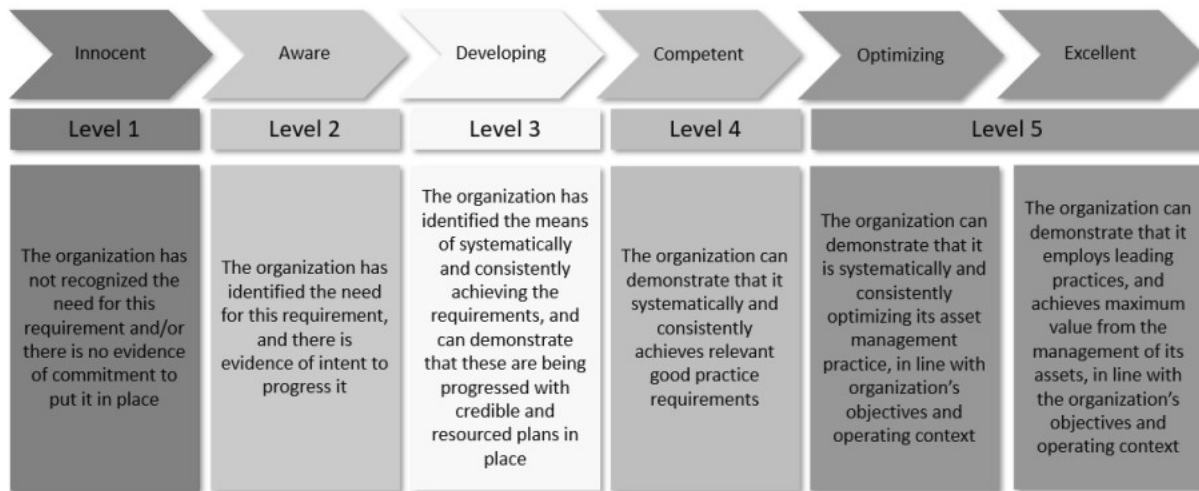 Innocent
Aware
Developing
Competent
Optimizing
Excellent
Level 1
Level 2
Level 3
Level 4
Level 5
The organization has
not recognized the
need for this
requirement and/or
there is no evidence
of commitment to
put it in place
The organization has
identified the need
for this requirement,
and there is
evidence of intent to
progress it
The organization has
identified the means
of systematically
and consistently
achieving the
requirements, and
can demonstrate
that these are being
progressed with
credible and
resourced plans in
place
The organization can
demonstrate that it
systematically and
consistently
achieves relevant
good practice
requirements
The organization can
demonstrate that it
is systematically and
consistently
optimizing its asset
management
practice, in line with
organization's
objectives and
operating context
The organization can
demonstrate that it
employs leading
practices, and
achieves maximum
value from the
management of its
assets, in line with
the organization's
objectives and
operating context